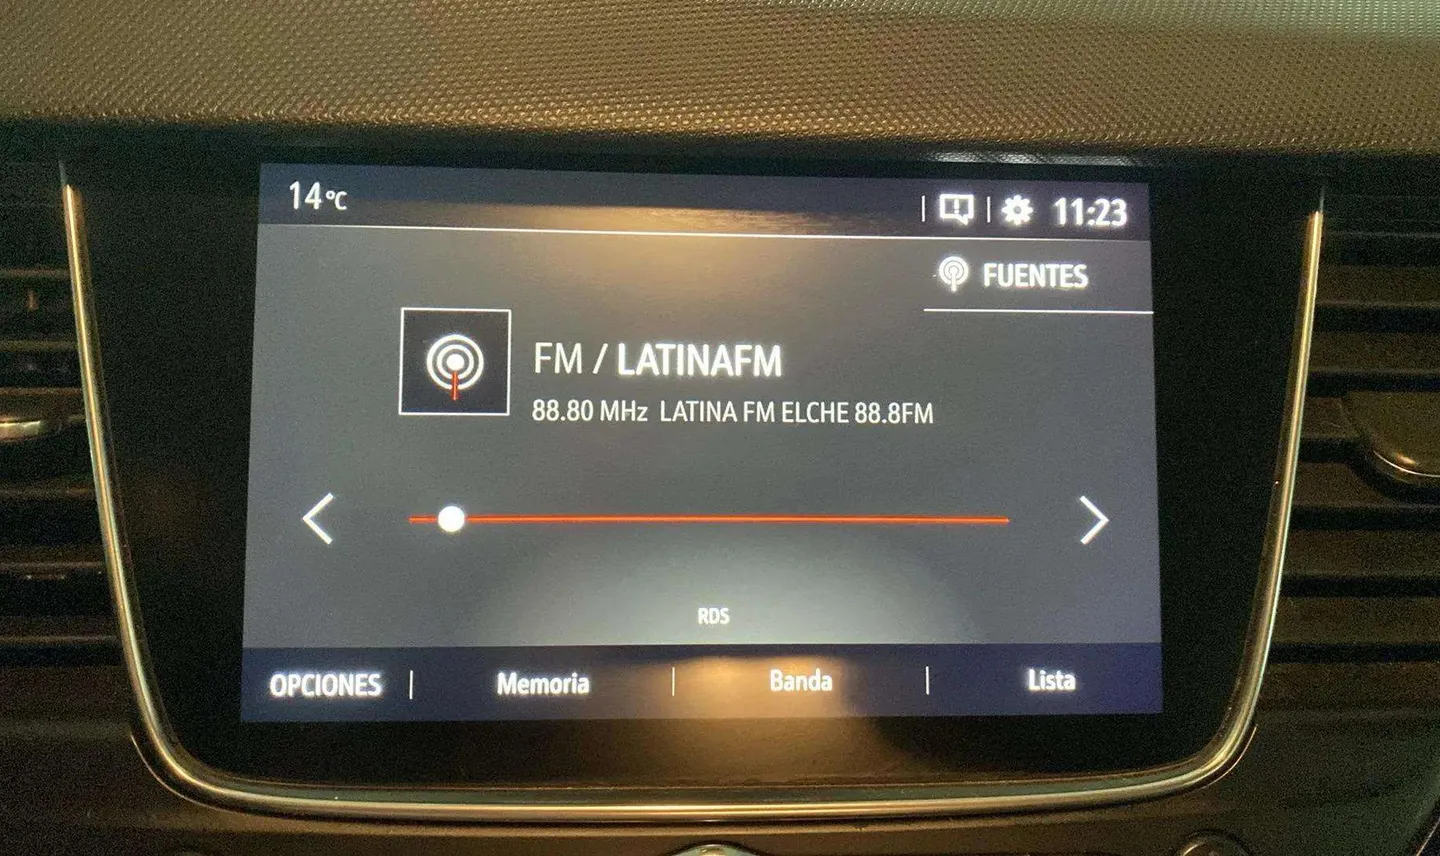 14°C 11:23
FUENTES
FM / LATINAFM
88.80 MHz LATINA FM ELCHE 88.8FM
RDS
OPCIONES Memoria Banda Lista